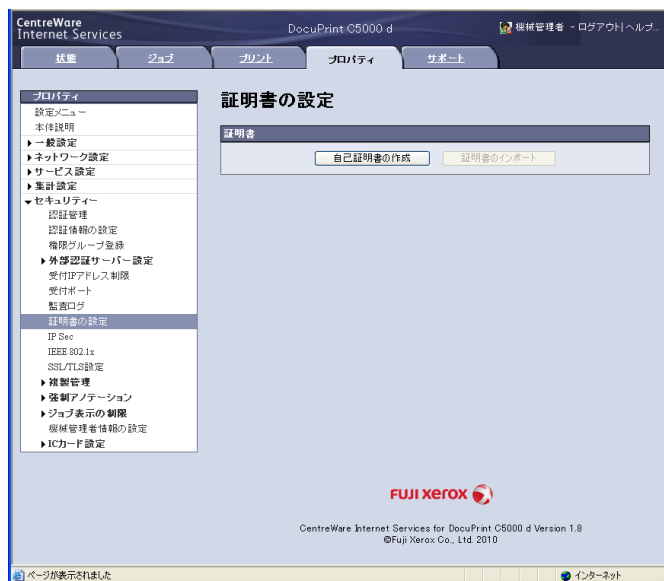 CentreWare
Internet Services
DocuPrint C5000 d
機械管理者 - ログアウト| ヘルプ...
状態
ジョブ
プリント
プロパティ
サポート
プロパティ
設定メニュー
本体説明
一般設定
ネットワーク設定
サービス設定
集計設定
セキュリティー
認証管理
認証情報の設定
権限グループ登録
外部認証サーバー設定
受付IPアドレス制限
受付ポート
監査ログ
証明書の設定
IP Sec
IEEE 802.1x
SSL/TLS設定
複製管理
強制アノテーション
ジョブ表示の制限
機械管理者情報の設定
ICカード設定
証明書の設定
証明書
自己証明書の作成
証明書のインポート
FUJI XEROX
CentreWare Internet Services for DocuPrint C5000 d Version 1.8
©Fuji Xerox Co., Ltd. 2010
ページが表示されました
インターネット